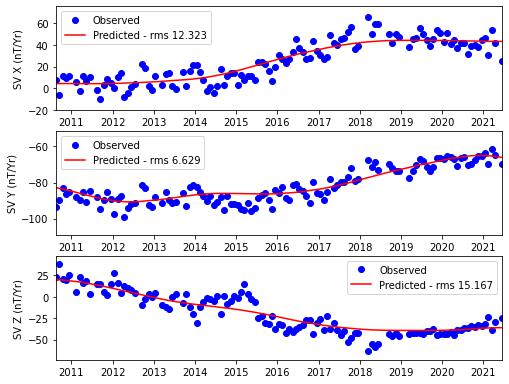 SV X (nT/Yr)
60
40
20
0
−20
Observed
Predicted - rms 12.323
2011 2012 2013 2014 2015 2016 2017 2018 2019 2020 2021
SV Y (nT/Yr)
−60
−80
−100
Observed
Predicted - rms 6.629
2011 2012 2013 2014 2015 2016 2017 2018 2019 2020 2021
SV Z (nT/Yr)
25
0
−25
−50
Observed
Predicted - rms 15.167
2011 2012 2013 2014 2015 2016 2017 2018 2019 2020 2021